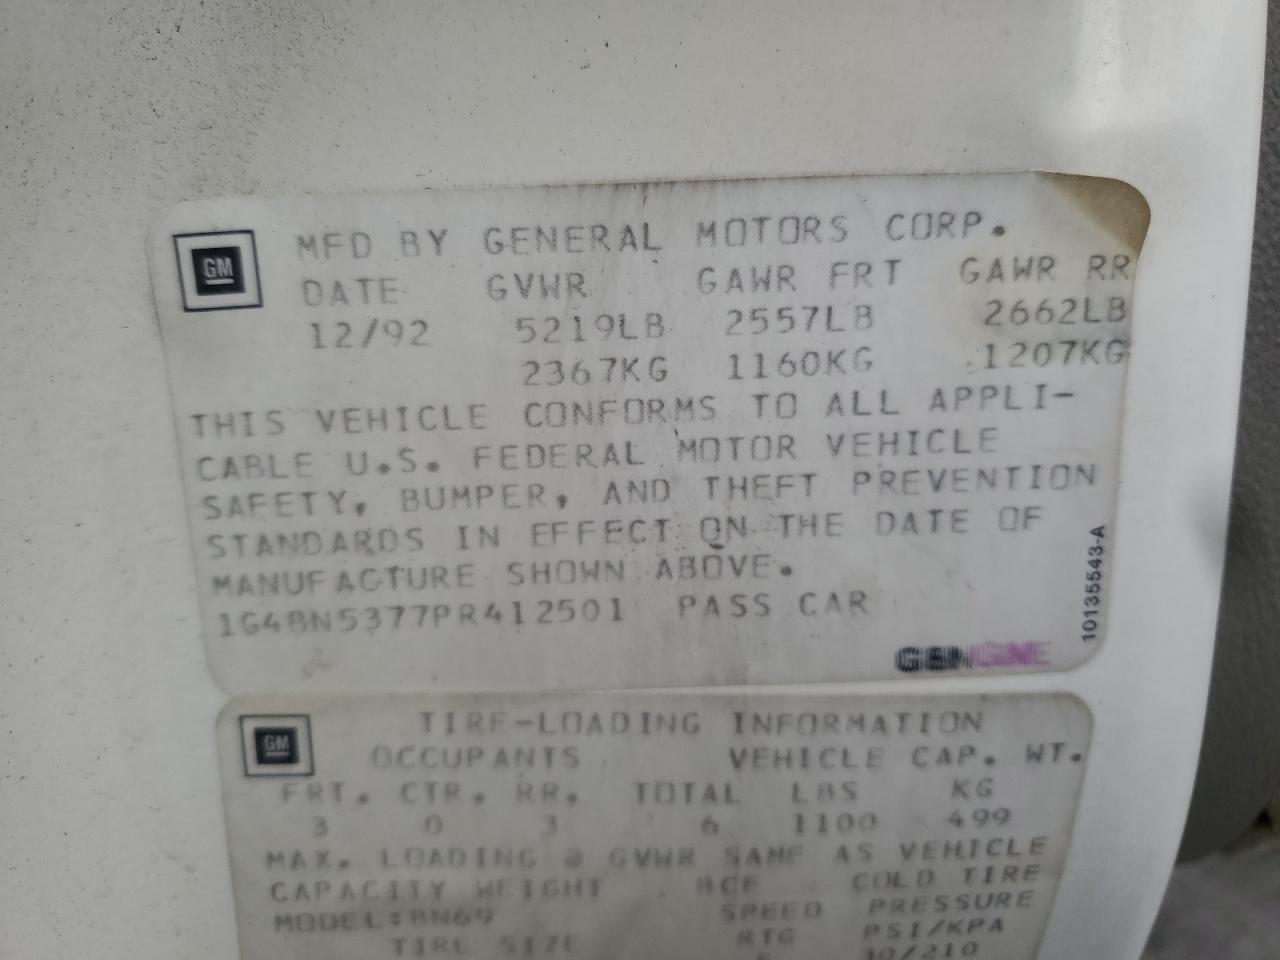 GM
MFD BY GENERAL MOTORS CORP.
DATE GVWR GAWR FRT GAWR RR
12/92 5219LB 2557LB 2662LB
2367KG 1160KG 1207KG
THIS VEHICLE CONFORMS TO ALL APPLI-
CABLE U.S. FEDERAL MOTOR VEHICLE
SAFETY, BUMPER, AND THEFT PREVENTION
STANDARDS IN EFFECT ON THE DATE OF
MANUFACTURE SHOWN ABOVE.
1G4BN5377PR412501 PASS CAR
10135543-A
GM
TIRE-LOADING INFORMATION
OCCUPANTS VEHICLE CAP. WT.
FRT. CTR. RR. TOTAL LBS KG
3 0 3 6 1100 499
MAX. LOADING @ GVWR SAME AS VEHICLE
CAPACITY WEIGHT ACE COLD TIRE
MODEL:BN69 SPEED PRESSURE
TIRE SIZE RTG PSI/KPA